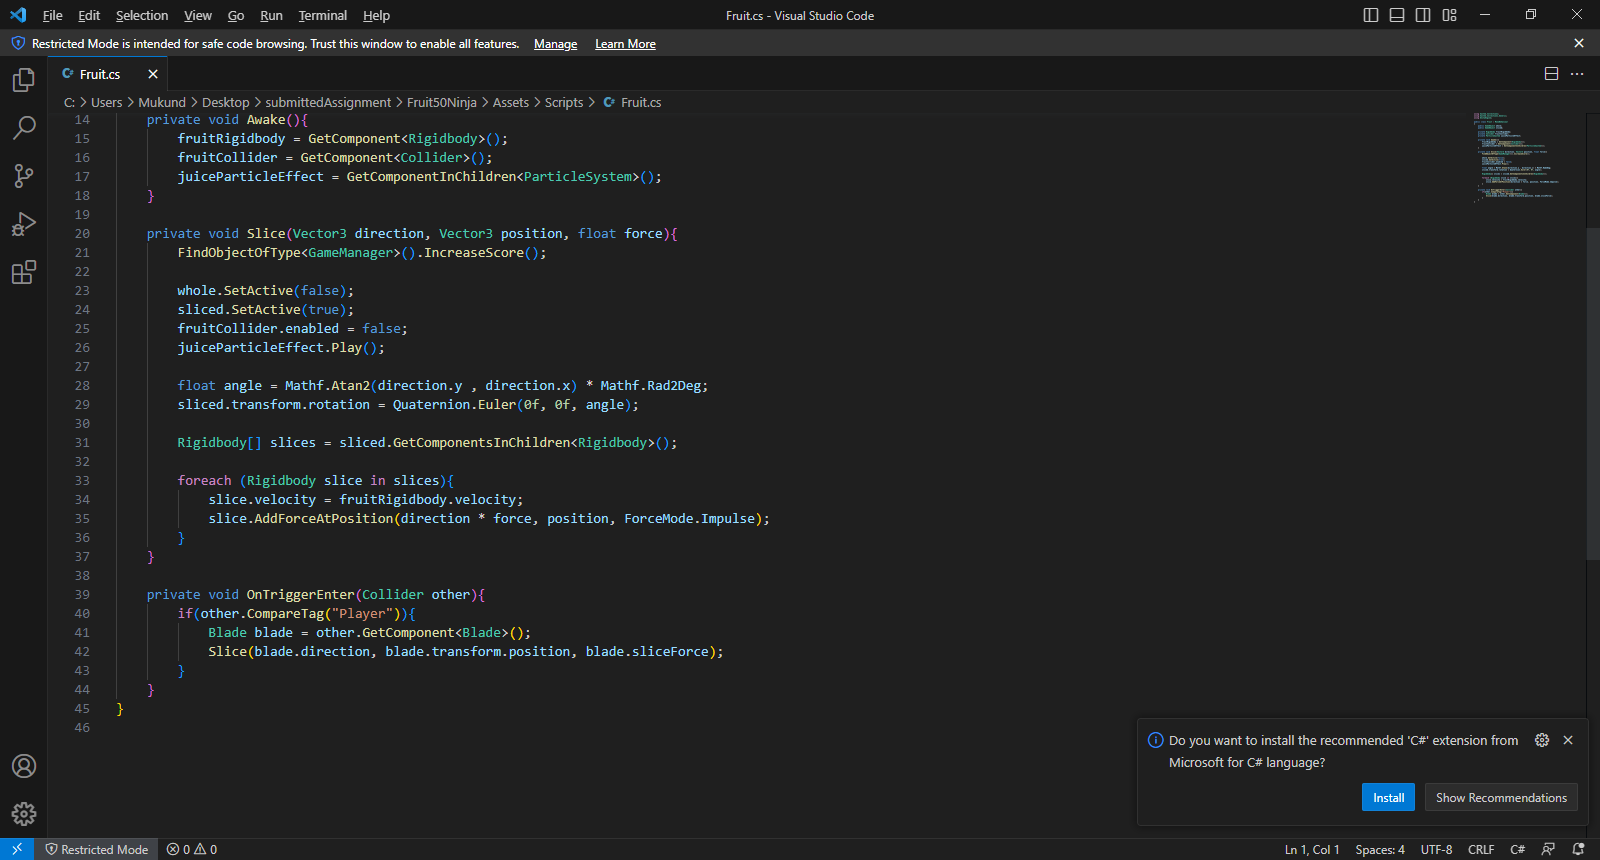 File Edit Selection View Go Run Terminal Help Fruit.cs - Visual Studio Code
Restricted Mode is intended for safe code browsing. Trust this window to enable all features. Manage Learn More
C# Fruit.cs
C: > Users > Mukund > Desktop > submittedAssignment > Fruit50Ninja > Assets > Scripts > C# Fruit.cs
14 private void Awake(){
15 fruitRigidbody = GetComponent<Rigidbody>();
16 fruitCollider = GetComponent<Collider>();
17 juiceParticleEffect = GetComponentInChildren<ParticleSystem>();
18 }
19
20 private void Slice(Vector3 direction, Vector3 position, float force){
21 FindObjectOfType<GameManager>().IncreaseScore();
22
23 whole.SetActive(false);
24 sliced.SetActive(true);
25 fruitCollider.enabled = false;
26 juiceParticleEffect.Play();
27
28 float angle = Mathf.Atan2(direction.y , direction.x) * Mathf.Rad2Deg;
29 sliced.transform.rotation = Quaternion.Euler(0f, 0f, angle);
30
31 Rigidbody[] slices = sliced.GetComponentsInChildren<Rigidbody>();
32
33 foreach (Rigidbody slice in slices){
34 slice.velocity = fruitRigidbody.velocity;
35 slice.AddForceAtPosition(direction * force, position, ForceMode.Impulse);
36 }
37 }
38
39 private void OnTriggerEnter(Collider other){
40 if(other.CompareTag("Player")){
41 Blade blade = other.GetComponent<Blade>();
42 Slice(blade.direction, blade.transform.position, blade.sliceForce);
43 }
44 }
45 }
46
Do you want to install the recommended 'C#' extension from
Microsoft for C# language?
Install Show Recommendations
Restricted Mode 0 0 Ln 1, Col 1 Spaces: 4 UTF-8 CRLF C#